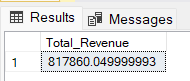 Results Messages
Total_Revenue
1 817860.049999993